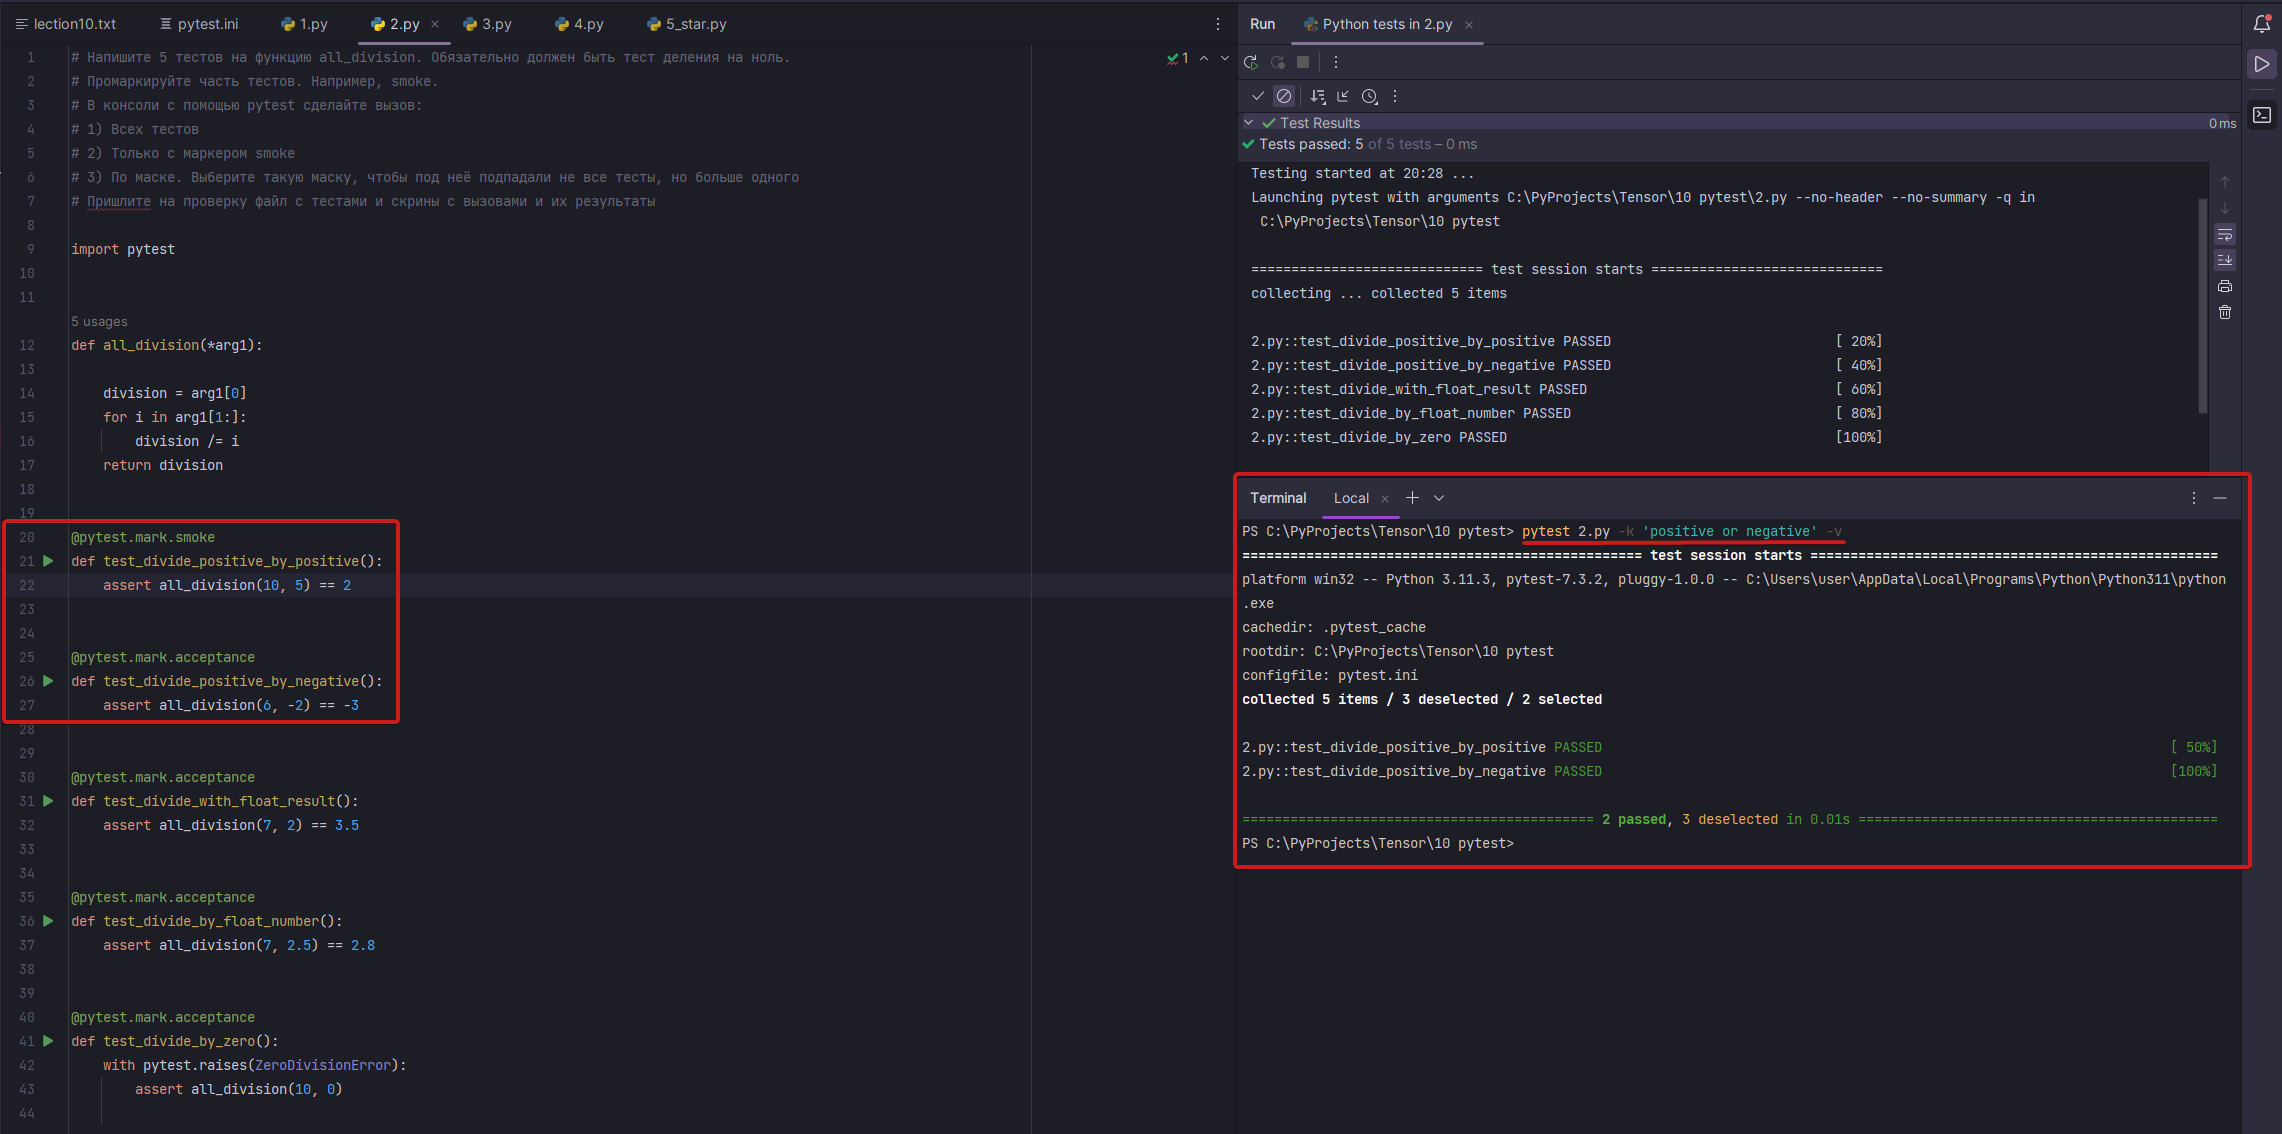 lection10.txt pytest.ini 1.py 2.py 3.py 4.py 5_star.py
1 # Напишите 5 тестов на функцию all_division. Обязательно должен быть тест деления на ноль.
2 # Промаркируйте часть тестов. Например, smoke.
3 # В консоли с помощью pytest сделайте вызов:
4 # 1) Всех тестов
5 # 2) Только с маркером smoke
6 # 3) По маске. Выберите такую маску, чтобы под неё подпадали не все тесты, но больше одного
7 # Пришлите на проверку файл с тестами и скрины с вызовами и их результаты
8
9 import pytest
10
11
5 usages
12 def all_division(*arg1):
13
14 division = arg1[0]
15 for i in arg1[1:]:
16 division /= i
17 return division
18
19
20 @pytest.mark.smoke
21 def test_divide_positive_by_positive():
22 assert all_division(10, 5) == 2
23
24
25 @pytest.mark.acceptance
26 def test_divide_positive_by_negative():
27 assert all_division(6, -2) == -3
28
29
30 @pytest.mark.acceptance
31 def test_divide_with_float_result():
32 assert all_division(7, 2) == 3.5
33
34
35 @pytest.mark.acceptance
36 def test_divide_by_float_number():
37 assert all_division(7, 2.5) == 2.8
38
39
40 @pytest.mark.acceptance
41 def test_divide_by_zero():
42 with pytest.raises(ZeroDivisionError):
43 assert all_division(10, 0)
44
1
Run Python tests in 2.py
Test Results 0 ms
Tests passed: 5 of 5 tests – 0 ms
Testing started at 20:28 ...
Launching pytest with arguments C:\PyProjects\Tensor\10 pytest\2.py --no-header --no-summary -q in
C:\PyProjects\Tensor\10 pytest
============================= test session starts =============================
collecting ... collected 5 items
2.py::test_divide_positive_by_positive PASSED [ 20%]
2.py::test_divide_positive_by_negative PASSED [ 40%]
2.py::test_divide_with_float_result PASSED [ 60%]
2.py::test_divide_by_float_number PASSED [ 80%]
2.py::test_divide_by_zero PASSED [100%]
Terminal Local
PS C:\PyProjects\Tensor\10 pytest> pytest 2.py -k 'positive or negative' -v
================================================== test session starts ===================================================
platform win32 -- Python 3.11.3, pytest-7.3.2, pluggy-1.0.0 -- C:\Users\user\AppData\Local\Programs\Python\Python311\python
.exe
cachedir: .pytest_cache
rootdir: C:\PyProjects\Tensor\10 pytest
configfile: pytest.ini
collected 5 items / 3 deselected / 2 selected
2.py::test_divide_positive_by_positive PASSED [ 50%]
2.py::test_divide_positive_by_negative PASSED [100%]
============================================ 2 passed, 3 deselected in 0.01s =============================================
PS C:\PyProjects\Tensor\10 pytest>